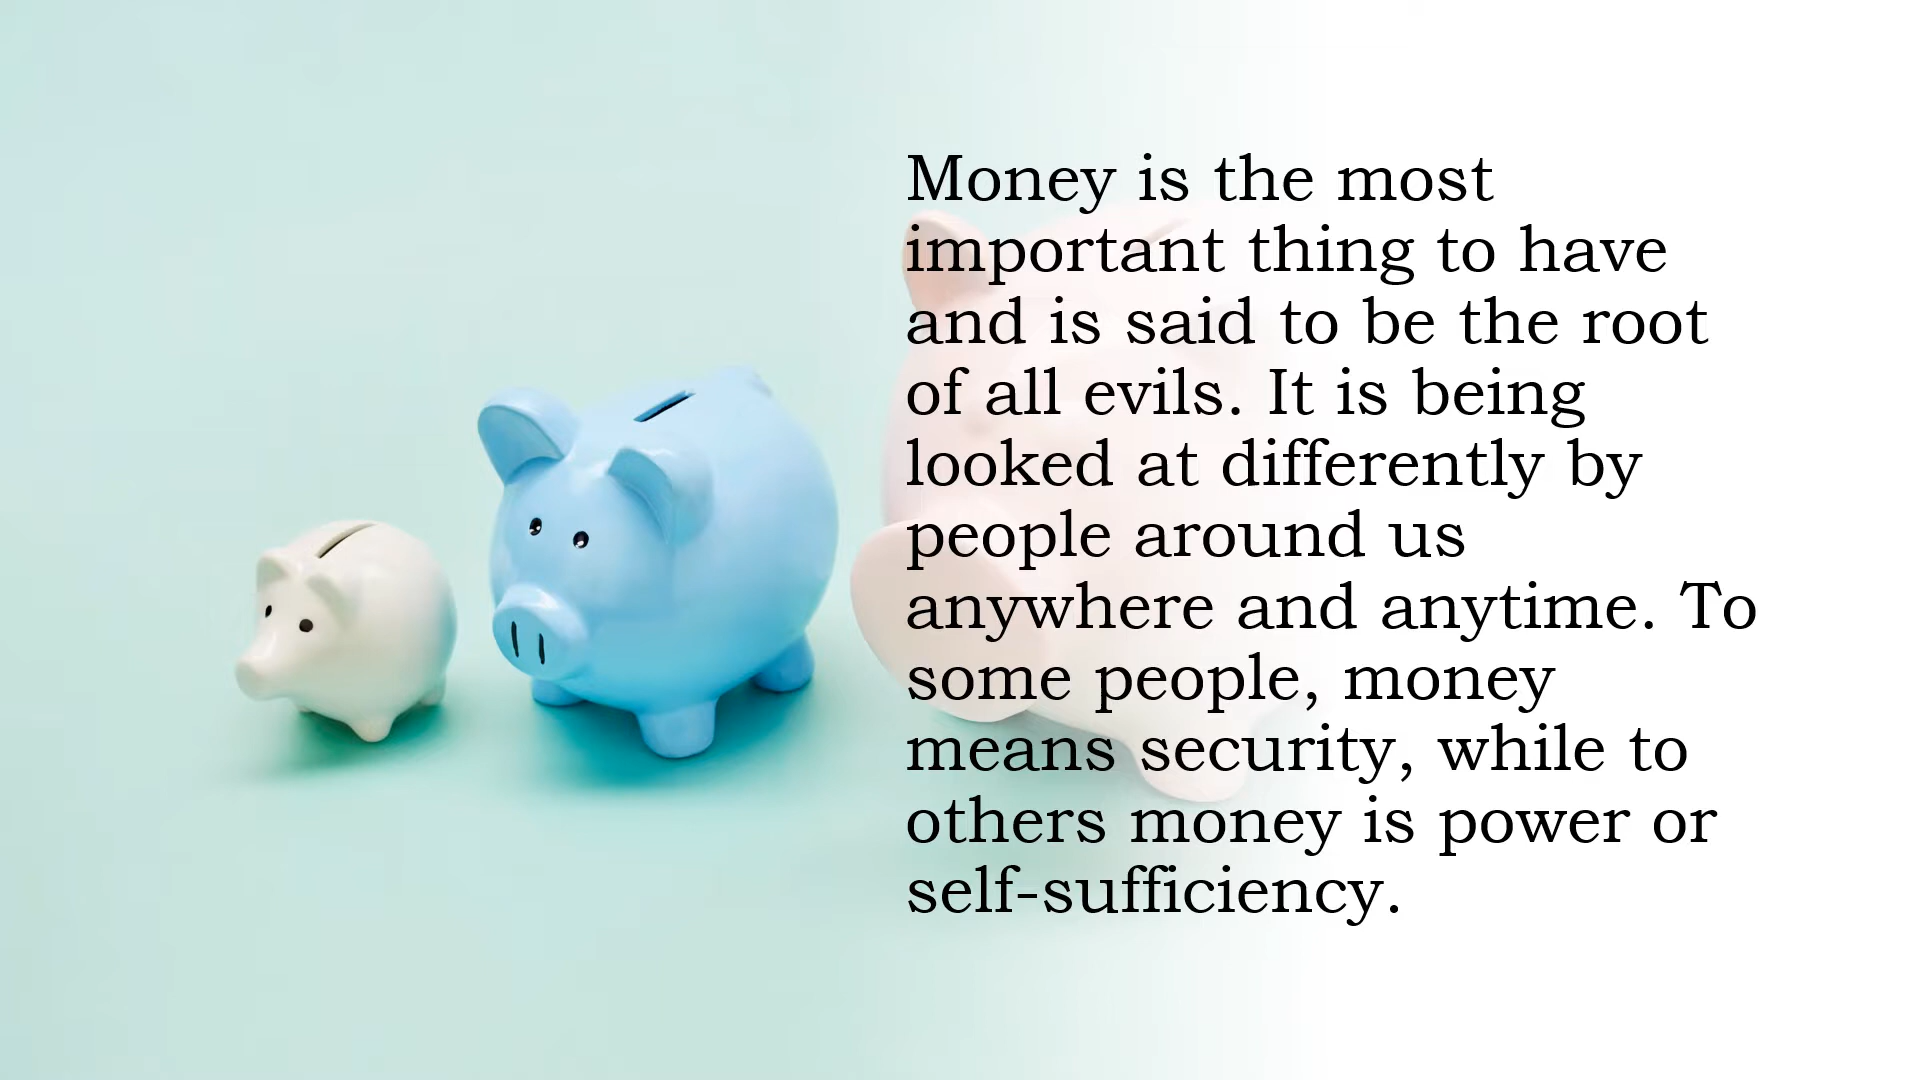 Money is the most
important thing to have
and is said to be the root
of all evils. It is being
looked at differently by
people around us
anywhere and anytime. To
some people, money
means security, while to
others money is power or
self-sufficiency.